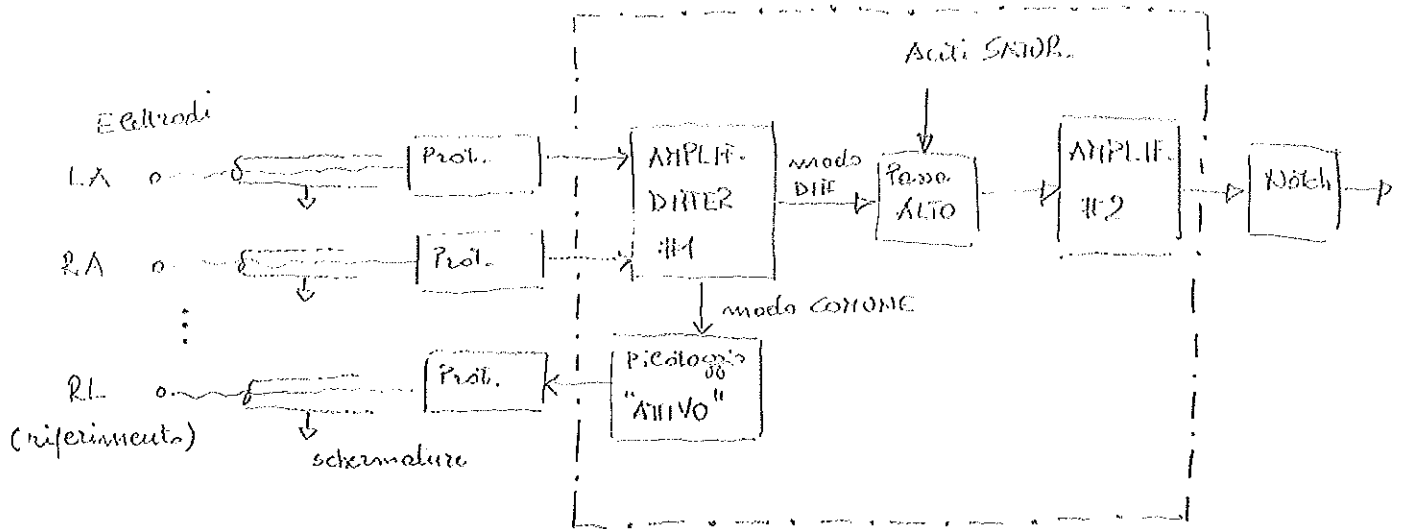 Elettrodi
LA
Prot.
RA
Prot.
RL
(riferimento)
Prot.
schermature
AMPLIF.
DIFFER
#1
modo
DIFF
modo COMUNE
"ATTIVO"
Anti SATUR.
Passa
ALTO
AMPLIF.
#2
Notch